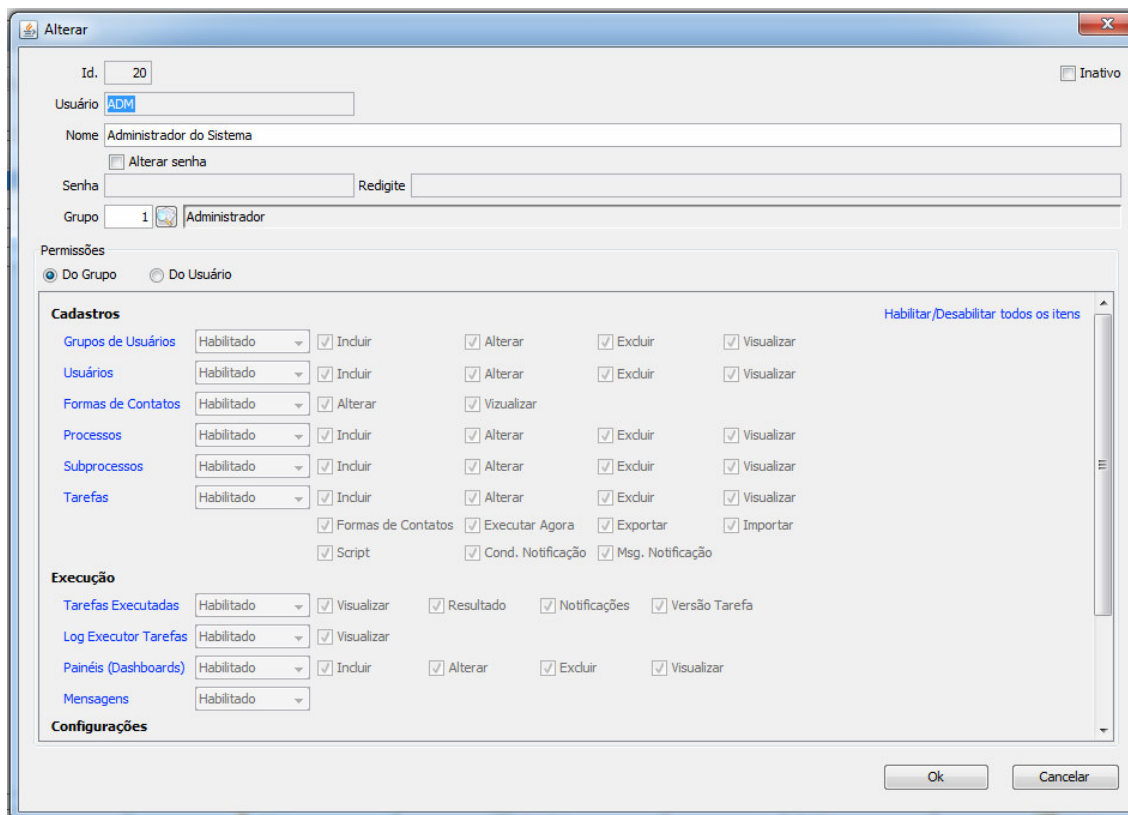 Alterar
Id. 20 Inativo
Usuário ADM
Nome Administrador do Sistema
Alterar senha
Senha Redigite
Grupo 1 Administrador
Permissões
Do Grupo Do Usuário
Cadastros Habilitar/Desabilitar todos os itens
Grupos de Usuários Habilitado Incluir Alterar Excluir Visualizar
Usuários Habilitado Incluir Alterar Excluir Visualizar
Formas de Contatos Habilitado Alterar Vizualizar
Processos Habilitado Incluir Alterar Excluir Visualizar
Subprocessos Habilitado Incluir Alterar Excluir Visualizar
Tarefas Habilitado Incluir Alterar Excluir Visualizar
Formas de Contatos Executar Agora Exportar Importar
Script Cond. Notificação Msg. Notificação
Execução
Tarefas Executadas Habilitado Visualizar Resultado Notificações Versão Tarefa
Log Executor Tarefas Habilitado Visualizar
Painéis (Dashboards) Habilitado Incluir Alterar Excluir Visualizar
Mensagens Habilitado
Configurações
Ok Cancelar